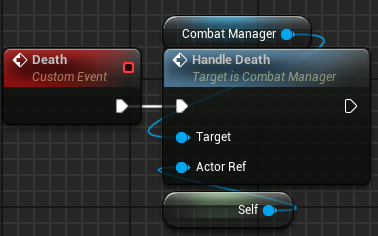 Combat Manager
Death
Custom Event
Handle Death
Target is Combat Manager
Target
Actor Ref
Self